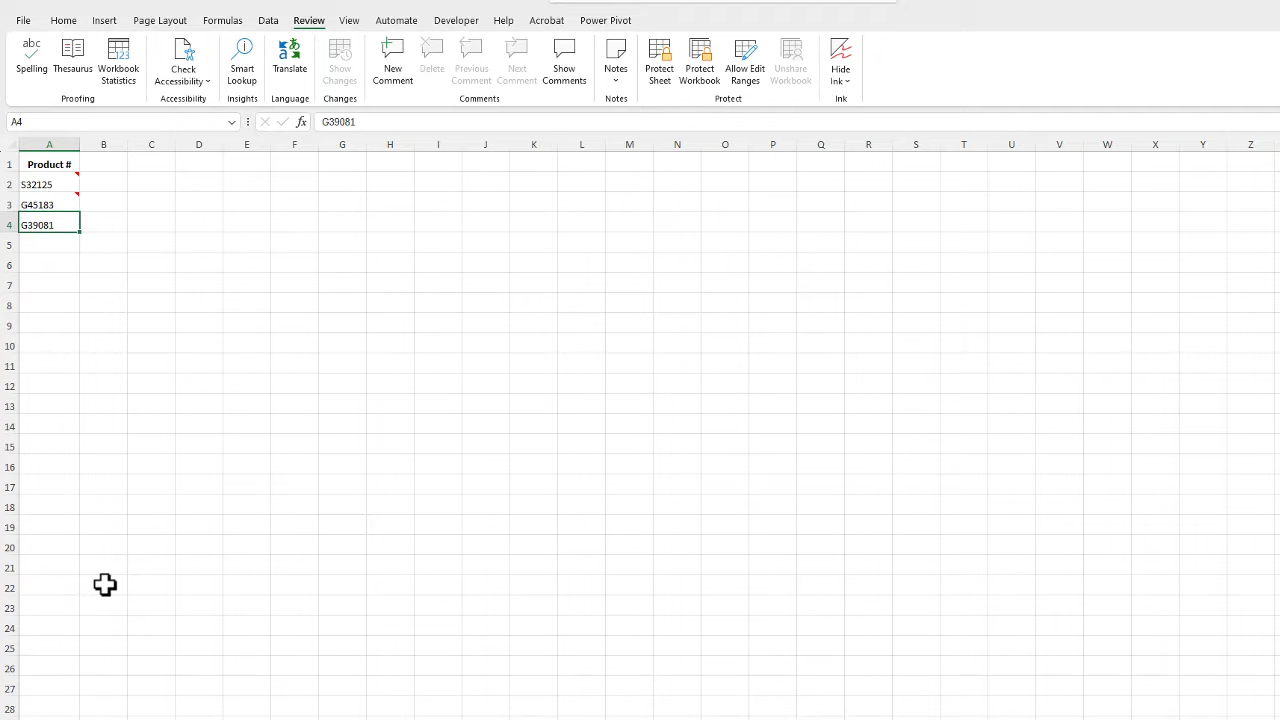 File Home Insert Page Layout Formulas Data Review View Automate Developer Help Acrobat Power Pivot
abc
Spelling Thesaurus Workbook Statistics Check Accessibility Smart Lookup Translate Show Changes New Comment Delete Previous Comment Next Comment Show Comments Notes Protect Sheet Protect Workbook Allow Edit Ranges Unshare Workbook Hide Ink
Proofing Accessibility Insights Language Changes Comments Notes Protect Ink
A4 fx G39081
A B C D E F G H I J K L M N O P Q R S T U V W X Y Z
1 Product #
2 S32125
3 G45183
4 G39081
5
6
7
8
9
10
11
12
13
14
15
16
17
18
19
20
21
22
23
24
25
26
27
28